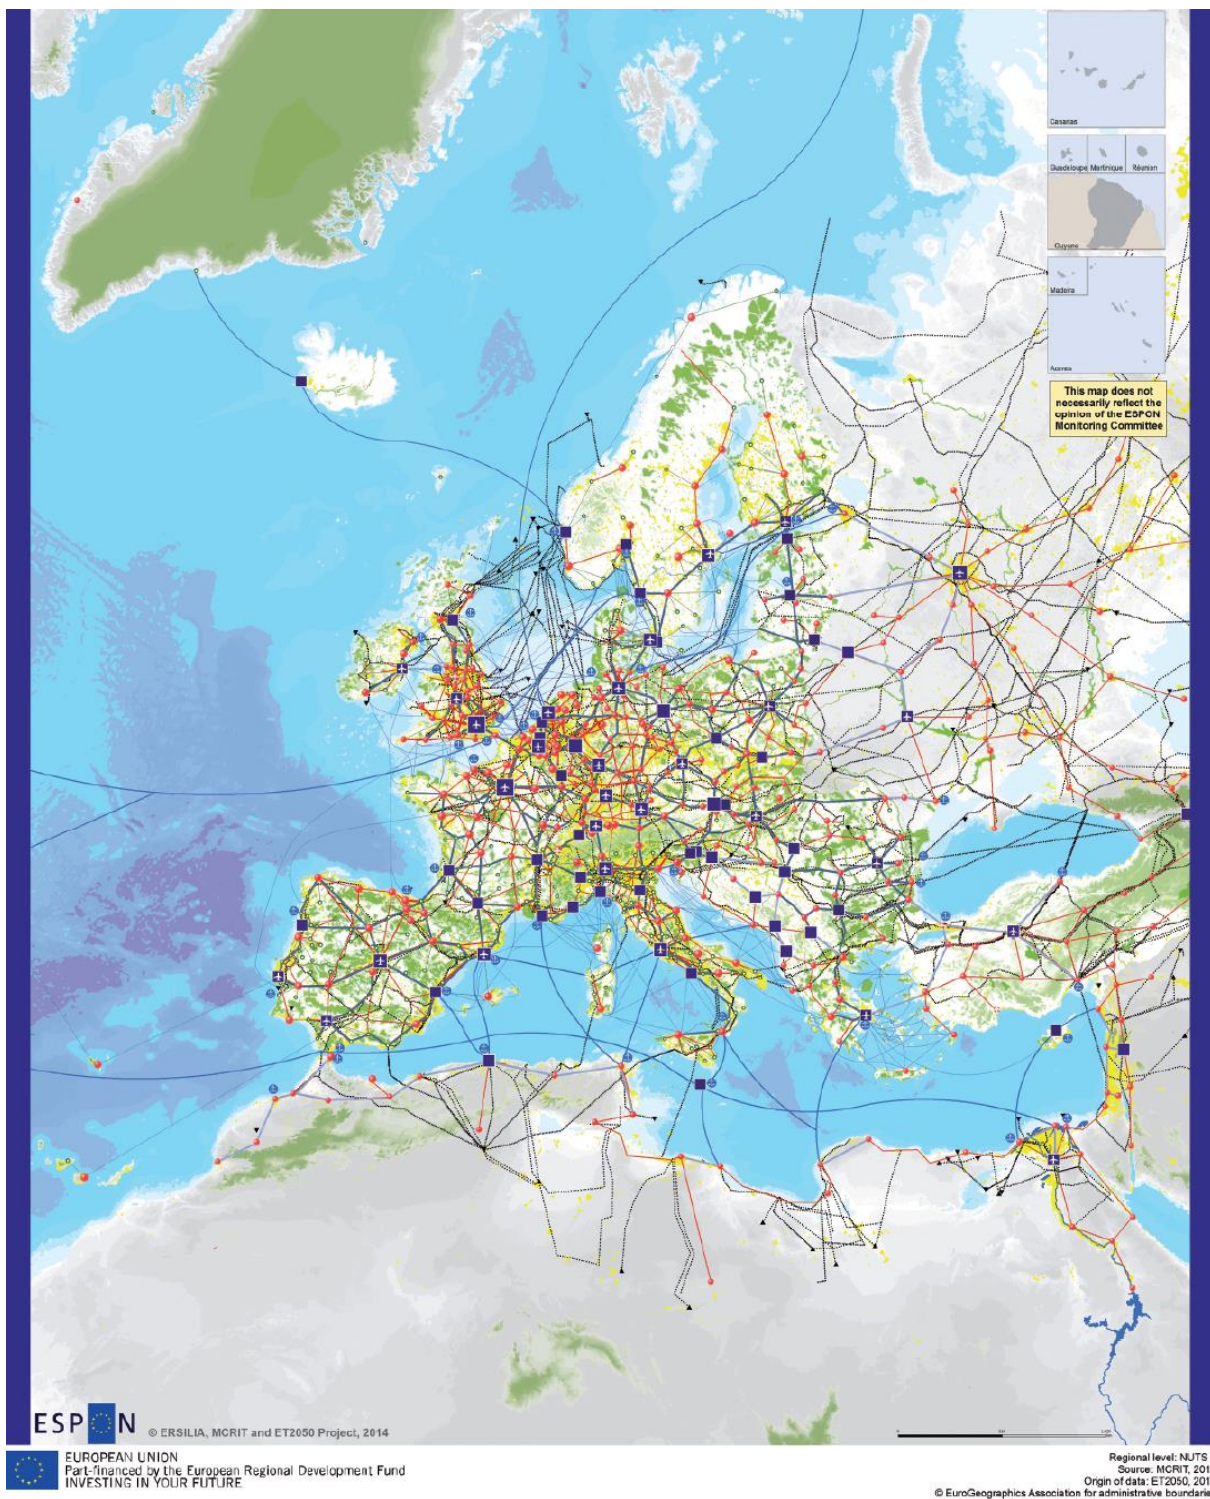 Canarias
Guadeloupe Martinique Réunion
Guyane
Madeira
Acores
This map does not
necessarily reflect the
opinion of the ESPON
Monitoring Committee
ESPON
© ERSILIA, MCRIT and ET2050 Project, 2014
EUROPEAN UNION
Part-financed by the European Regional Development Fund
INVESTING IN YOUR FUTURE
Regional level: NUTS
Source: MCRIT, 201
Origin of data: ET2050, 201
© EuroGeographics Association for administrative boundarie